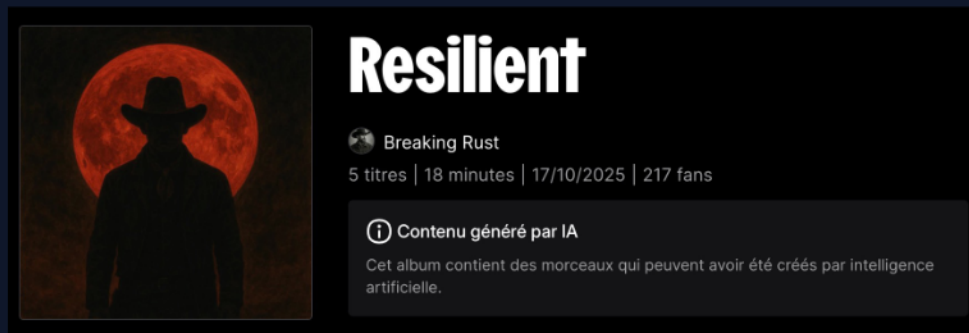 Resilient
Breaking Rust
5 titres | 18 minutes | 17/10/2025 | 217 fans
Contenu généré par IA
Cet album contient des morceaux qui peuvent avoir été créés par intelligence
artificielle.